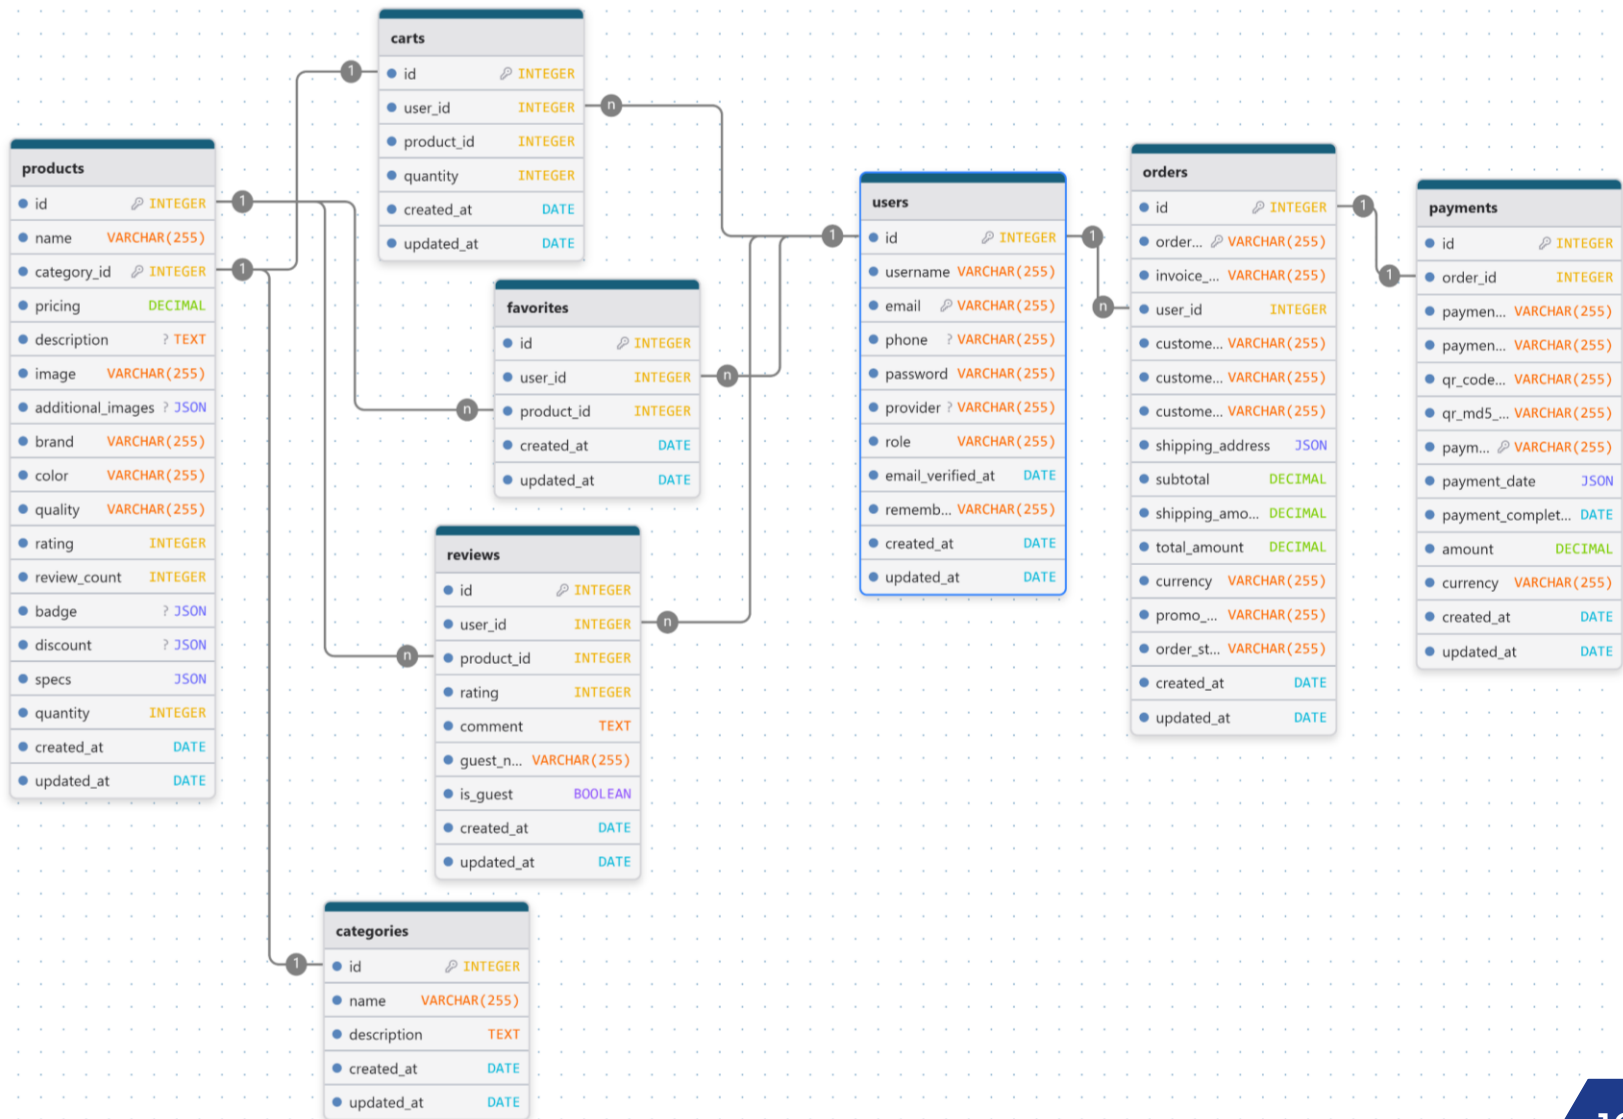 carts
id INTEGER
user_id INTEGER
product_id INTEGER
quantity INTEGER
created_at DATE
updated_at DATE
1
n
products
id INTEGER
name VARCHAR(255)
category_id INTEGER
pricing DECIMAL
description ? TEXT
image VARCHAR(255)
additional_images ? JSON
brand VARCHAR(255)
color VARCHAR(255)
quality VARCHAR(255)
rating INTEGER
review_count INTEGER
badge ? JSON
discount ? JSON
specs JSON
quantity INTEGER
created_at DATE
updated_at DATE
1
1
favorites
id INTEGER
user_id INTEGER
product_id INTEGER
created_at DATE
updated_at DATE
n
n
reviews
id INTEGER
user_id INTEGER
product_id INTEGER
rating INTEGER
comment TEXT
guest_n... VARCHAR(255)
is_guest BOOLEAN
created_at DATE
updated_at DATE
n
n
categories
id INTEGER
name VARCHAR(255)
description TEXT
created_at DATE
updated_at DATE
1
users
id INTEGER
username VARCHAR(255)
email VARCHAR(255)
phone ? VARCHAR(255)
password VARCHAR(255)
provider ? VARCHAR(255)
role VARCHAR(255)
email_verified_at DATE
rememb... VARCHAR(255)
created_at DATE
updated_at DATE
1
1
n
orders
id INTEGER
order... VARCHAR(255)
invoice_... VARCHAR(255)
user_id INTEGER
custome... VARCHAR(255)
custome... VARCHAR(255)
custome... VARCHAR(255)
shipping_address JSON
subtotal DECIMAL
shipping_amo... DECIMAL
total_amount DECIMAL
currency VARCHAR(255)
promo_... VARCHAR(255)
order_st... VARCHAR(255)
created_at DATE
updated_at DATE
1
1
payments
id INTEGER
order_id INTEGER
paymen... VARCHAR(255)
paymen... VARCHAR(255)
qr_code... VARCHAR(255)
qr_md5_... VARCHAR(255)
paym... VARCHAR(255)
payment_date JSON
payment_complet... DATE
amount DECIMAL
currency VARCHAR(255)
created_at DATE
updated_at DATE